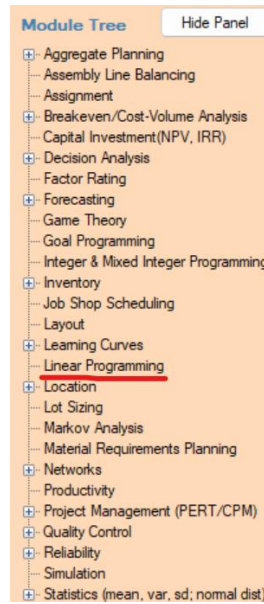 Module Tree
Hide Panel
Aggregate Planning
Assembly Line Balancing
Assignment
Breakeven/Cost-Volume Analysis
Capital Investment(NPV, IRR)
Decision Analysis
Factor Rating
Forecasting
Game Theory
Goal Programming
Integer & Mixed Integer Programming
Inventory
Job Shop Scheduling
Layout
Learning Curves
Linear Programming
Location
Lot Sizing
Markov Analysis
Material Requirements Planning
Networks
Productivity
Project Management (PERT/CPM)
Quality Control
Reliability
Simulation
Statistics (mean, var, sd; normal dist)